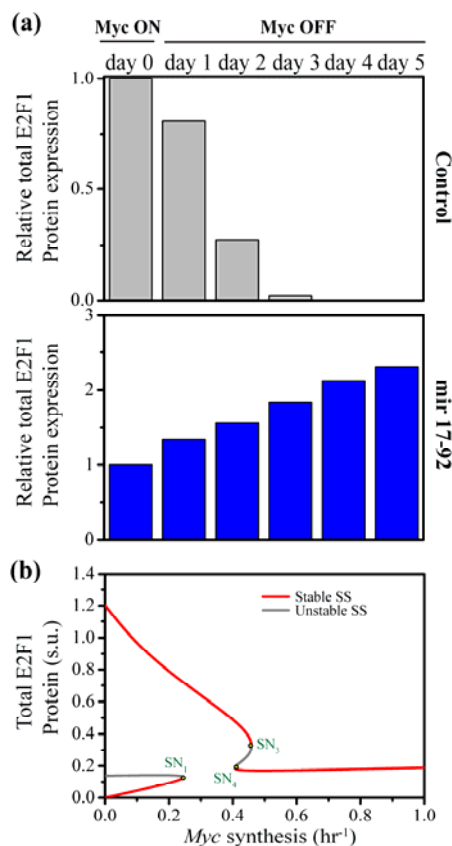 (a)
Myc ON Myc OFF
day 0 day 1 day 2 day 3 day 4 day 5
Relative total E2F1
Protein expression
1.0
0.5
0.0
Control
Relative total E2F1
Protein expression
3
2
1
0
mir 17-92
(b)
Total E2F1
Protein (s.u.)
1.4
1.2
1.0
0.8
0.6
0.4
0.2
0.0
Stable SS
Unstable SS
SN1
SN3
SN4
0.0 0.2 0.4 0.6 0.8 1.0
Myc synthesis (hr-1)